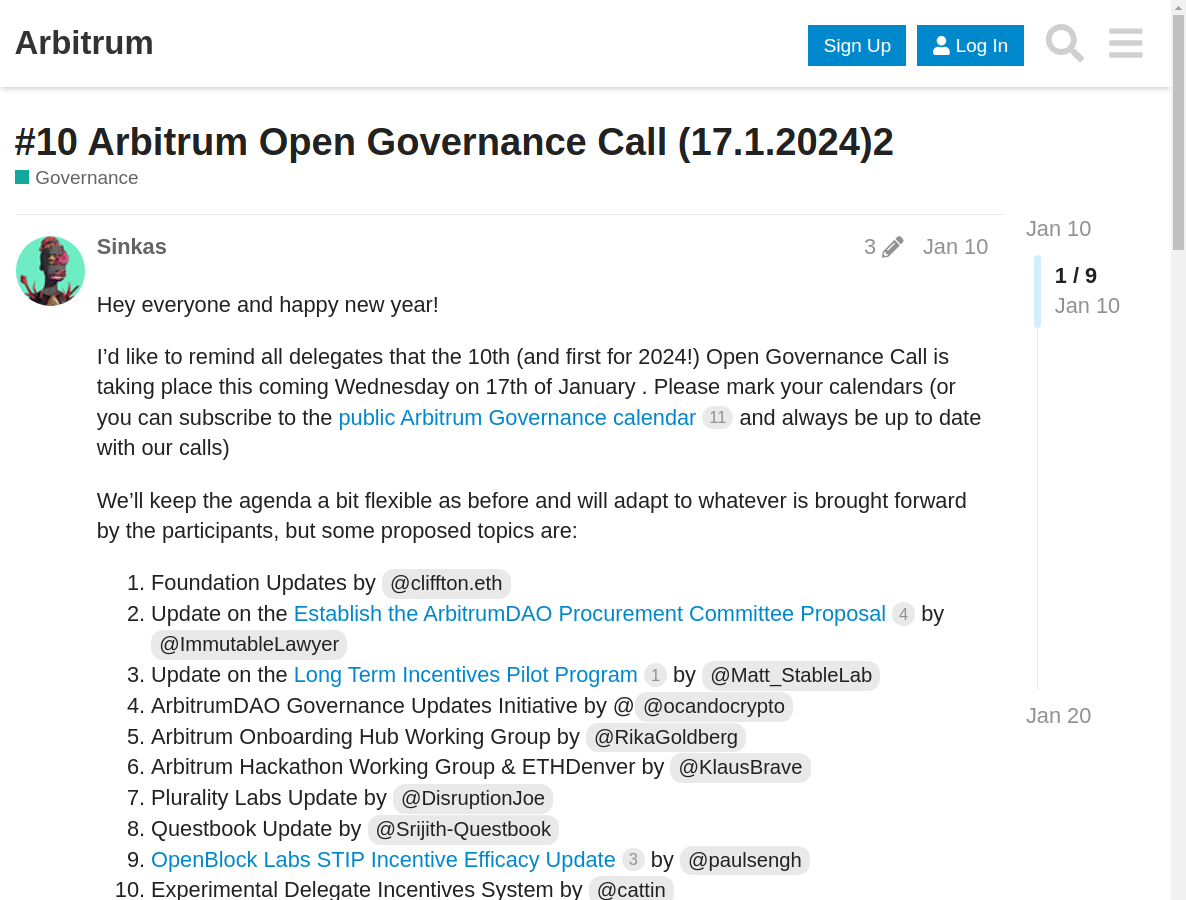 Arbitrum
Sign Up
Log In
#10 Arbitrum Open Governance Call (17.1.2024)2
Governance
Sinkas
3
Jan 10
Jan 10
1 / 9
Jan 10
Hey everyone and happy new year!
I’d like to remind all delegates that the 10th (and first for 2024!) Open Governance Call is
taking place this coming Wednesday on 17th of January . Please mark your calendars (or
you can subscribe to the public Arbitrum Governance calendar 11 and always be up to date
with our calls)
We’ll keep the agenda a bit flexible as before and will adapt to whatever is brought forward
by the participants, but some proposed topics are:
1. Foundation Updates by @cliffton.eth
2. Update on the Establish the ArbitrumDAO Procurement Committee Proposal 4 by
@ImmutableLawyer
3. Update on the Long Term Incentives Pilot Program 1 by @Matt_StableLab
4. ArbitrumDAO Governance Updates Initiative by @@ocandocrypto
5. Arbitrum Onboarding Hub Working Group by @RikaGoldberg
6. Arbitrum Hackathon Working Group & ETHDenver by @KlausBrave
7. Plurality Labs Update by @DisruptionJoe
8. Questbook Update by @Srijith-Questbook
9. OpenBlock Labs STIP Incentive Efficacy Update 3 by @paulsengh
10. Experimental Delegate Incentives System by @cattin
Jan 20